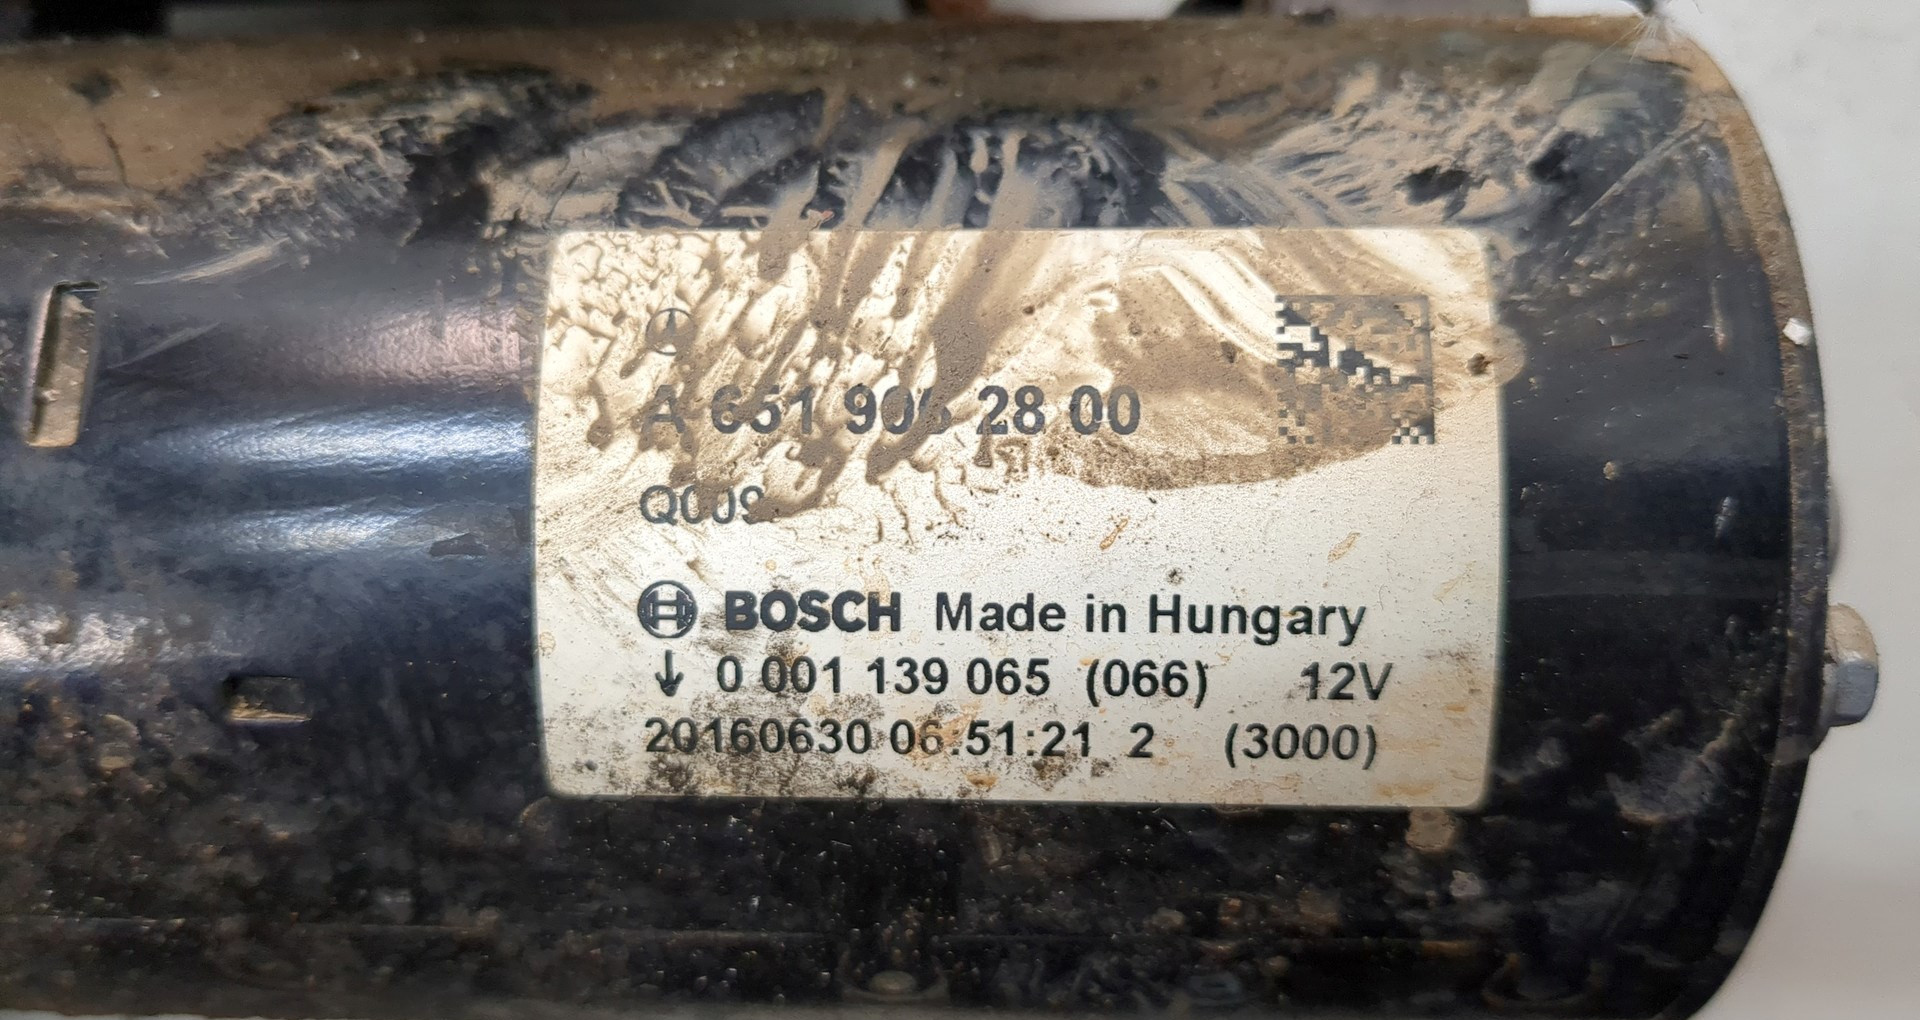 A 651 906 28 00
Q009
BOSCH Made in Hungary
↓ 0 001 139 065 (066) 12V
20160630 06:51:21 2 (3000)